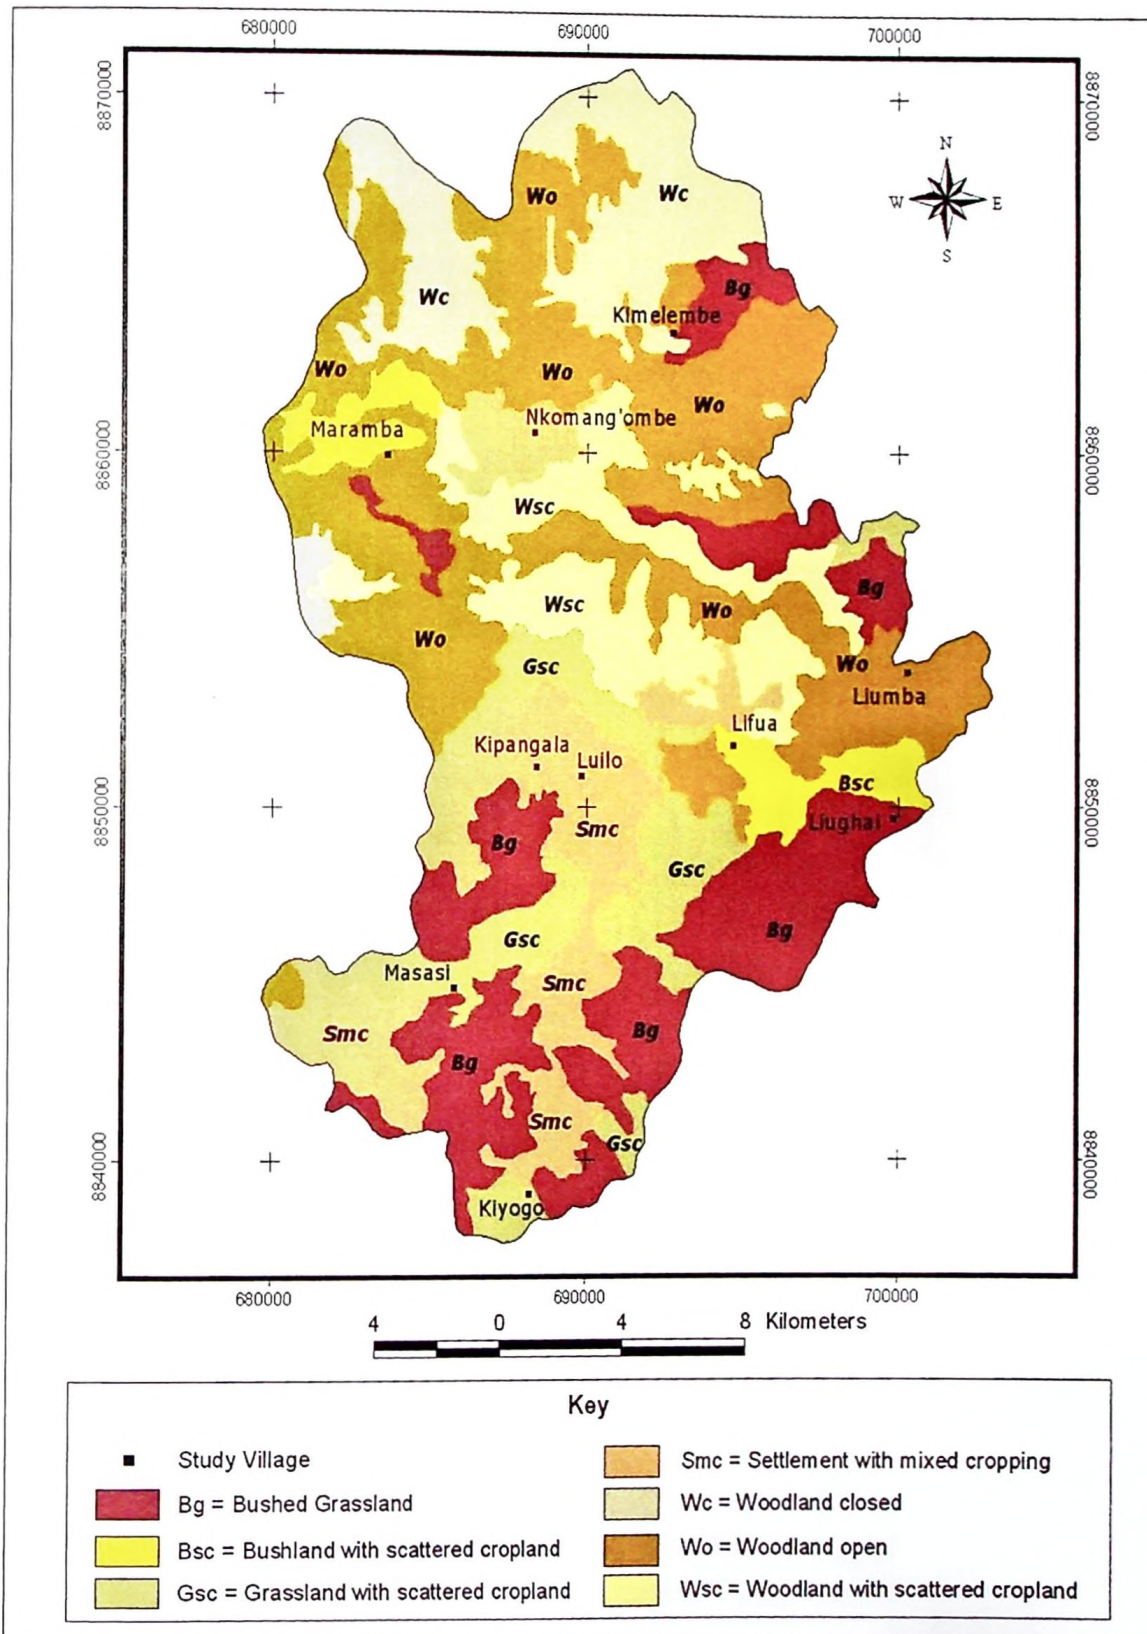 680000 690000 700000
8870000 8870000
N
W E
S
Wo Wc
Wc Bg
Kimelembe
Wo Wo Wo
Nkomang'ombe
Maramba
8860000 8860000
Wsc
Bg
Wsc Wo
Wo Gsc Wo
Liumba
Lifua
Kipangala Luilo
Bsc
8850000 8850000
Liughai
Smc
Bg
Gsc
Gsc Bg
Masasi Smc
Smc Bg
Bg
Smc
Gsc
8840000 8840000
Kiyogo
680000 690000 700000
4 0 4 8 Kilometers
Key
Study Village
Bg = Bushed Grassland
Bsc = Bushland with scattered cropland
Gsc = Grassland with scattered cropland
Smc = Settlement with mixed cropping
Wc = Woodland closed
Wo = Woodland open
Wsc = Woodland with scattered cropland